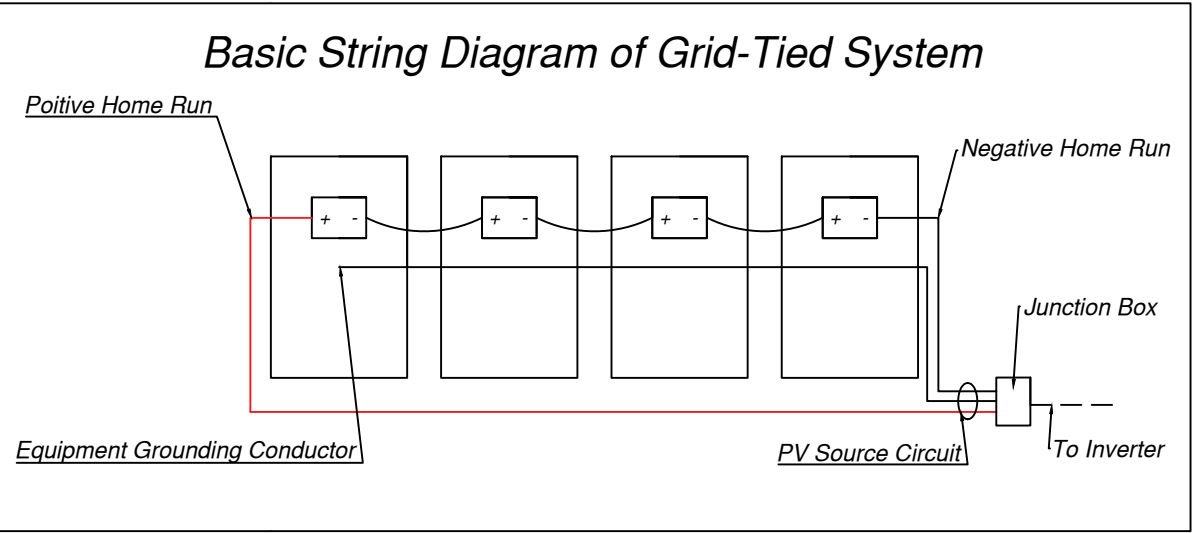 Basic String Diagram of Grid-Tied System
Poitive Home Run
Negative Home Run
+ - + - + - + -
Junction Box
Equipment Grounding Conductor
PV Source Circuit
To Inverter